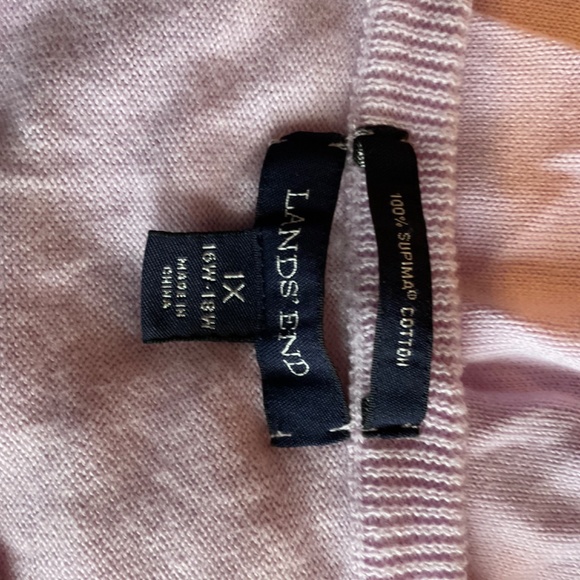 100% SUPIMA® COTTON
LANDS' END
1X
16W-18W
MADE IN
CHINA